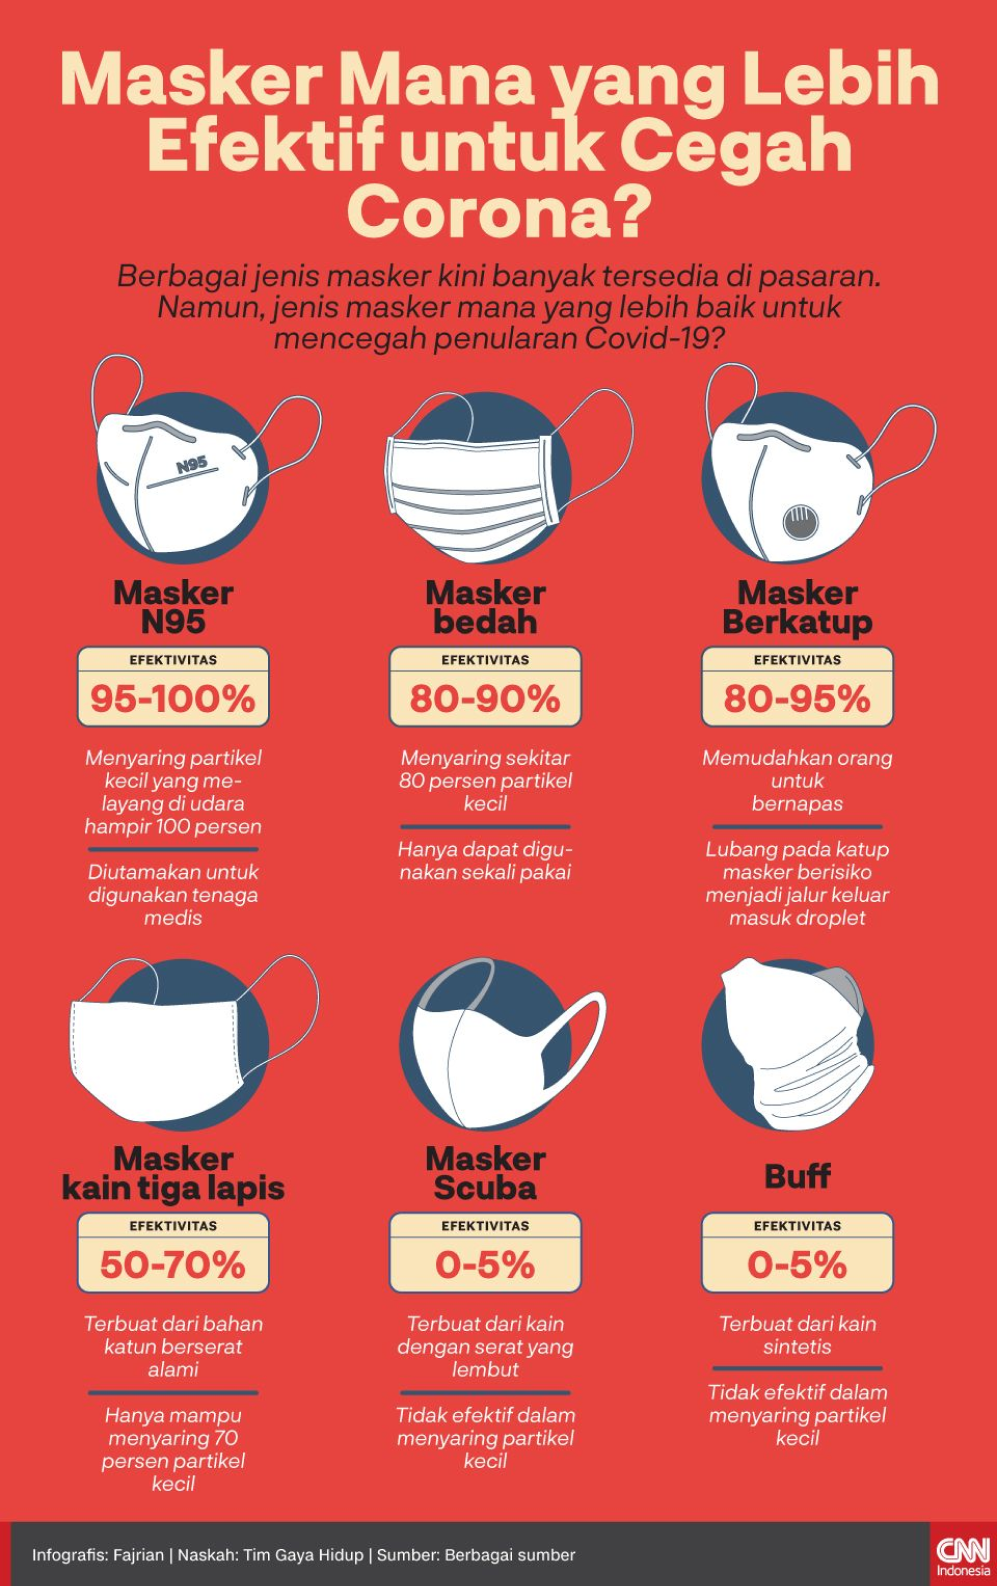 Masker Mana yang Lebih
Efektif untuk Cegah
Corona?
Berbagai jenis masker kini banyak tersedia di pasaran.
Namun, jenis masker mana yang lebih baik untuk
mencegah penularan Covid-19?
N95
Masker
N95
EFEKTIVITAS
95-100%
Menyaring partikel
kecil yang me-
layang di udara
hampir 100 persen
Diutamakan untuk
digunakan tenaga
medis
Masker
bedah
EFEKTIVITAS
80-90%
Menyaring sekitar
80 persen partikel
kecil
Hanya dapat digu-
nakan sekali pakai
Masker
Berkatup
EFEKTIVITAS
80-95%
Memudahkan orang
untuk
bernapas
Lubang pada katup
masker berisiko
menjadi jalur keluar
masuk droplet
Masker
kain tiga lapis
EFEKTIVITAS
50-70%
Terbuat dari bahan
katun berserat
alami
Hanya mampu
menyaring 70
persen partikel
kecil
Masker
Scuba
EFEKTIVITAS
0-5%
Terbuat dari kain
dengan serat yang
lembut
Tidak efektif dalam
menyaring partikel
kecil
Buff
EFEKTIVITAS
0-5%
Terbuat dari kain
sintetis
Tidak efektif dalam
menyaring partikel
kecil
Infografis: Fajrian | Naskah: Tim Gaya Hidup | Sumber: Berbagai sumber
CNN
Indonesia